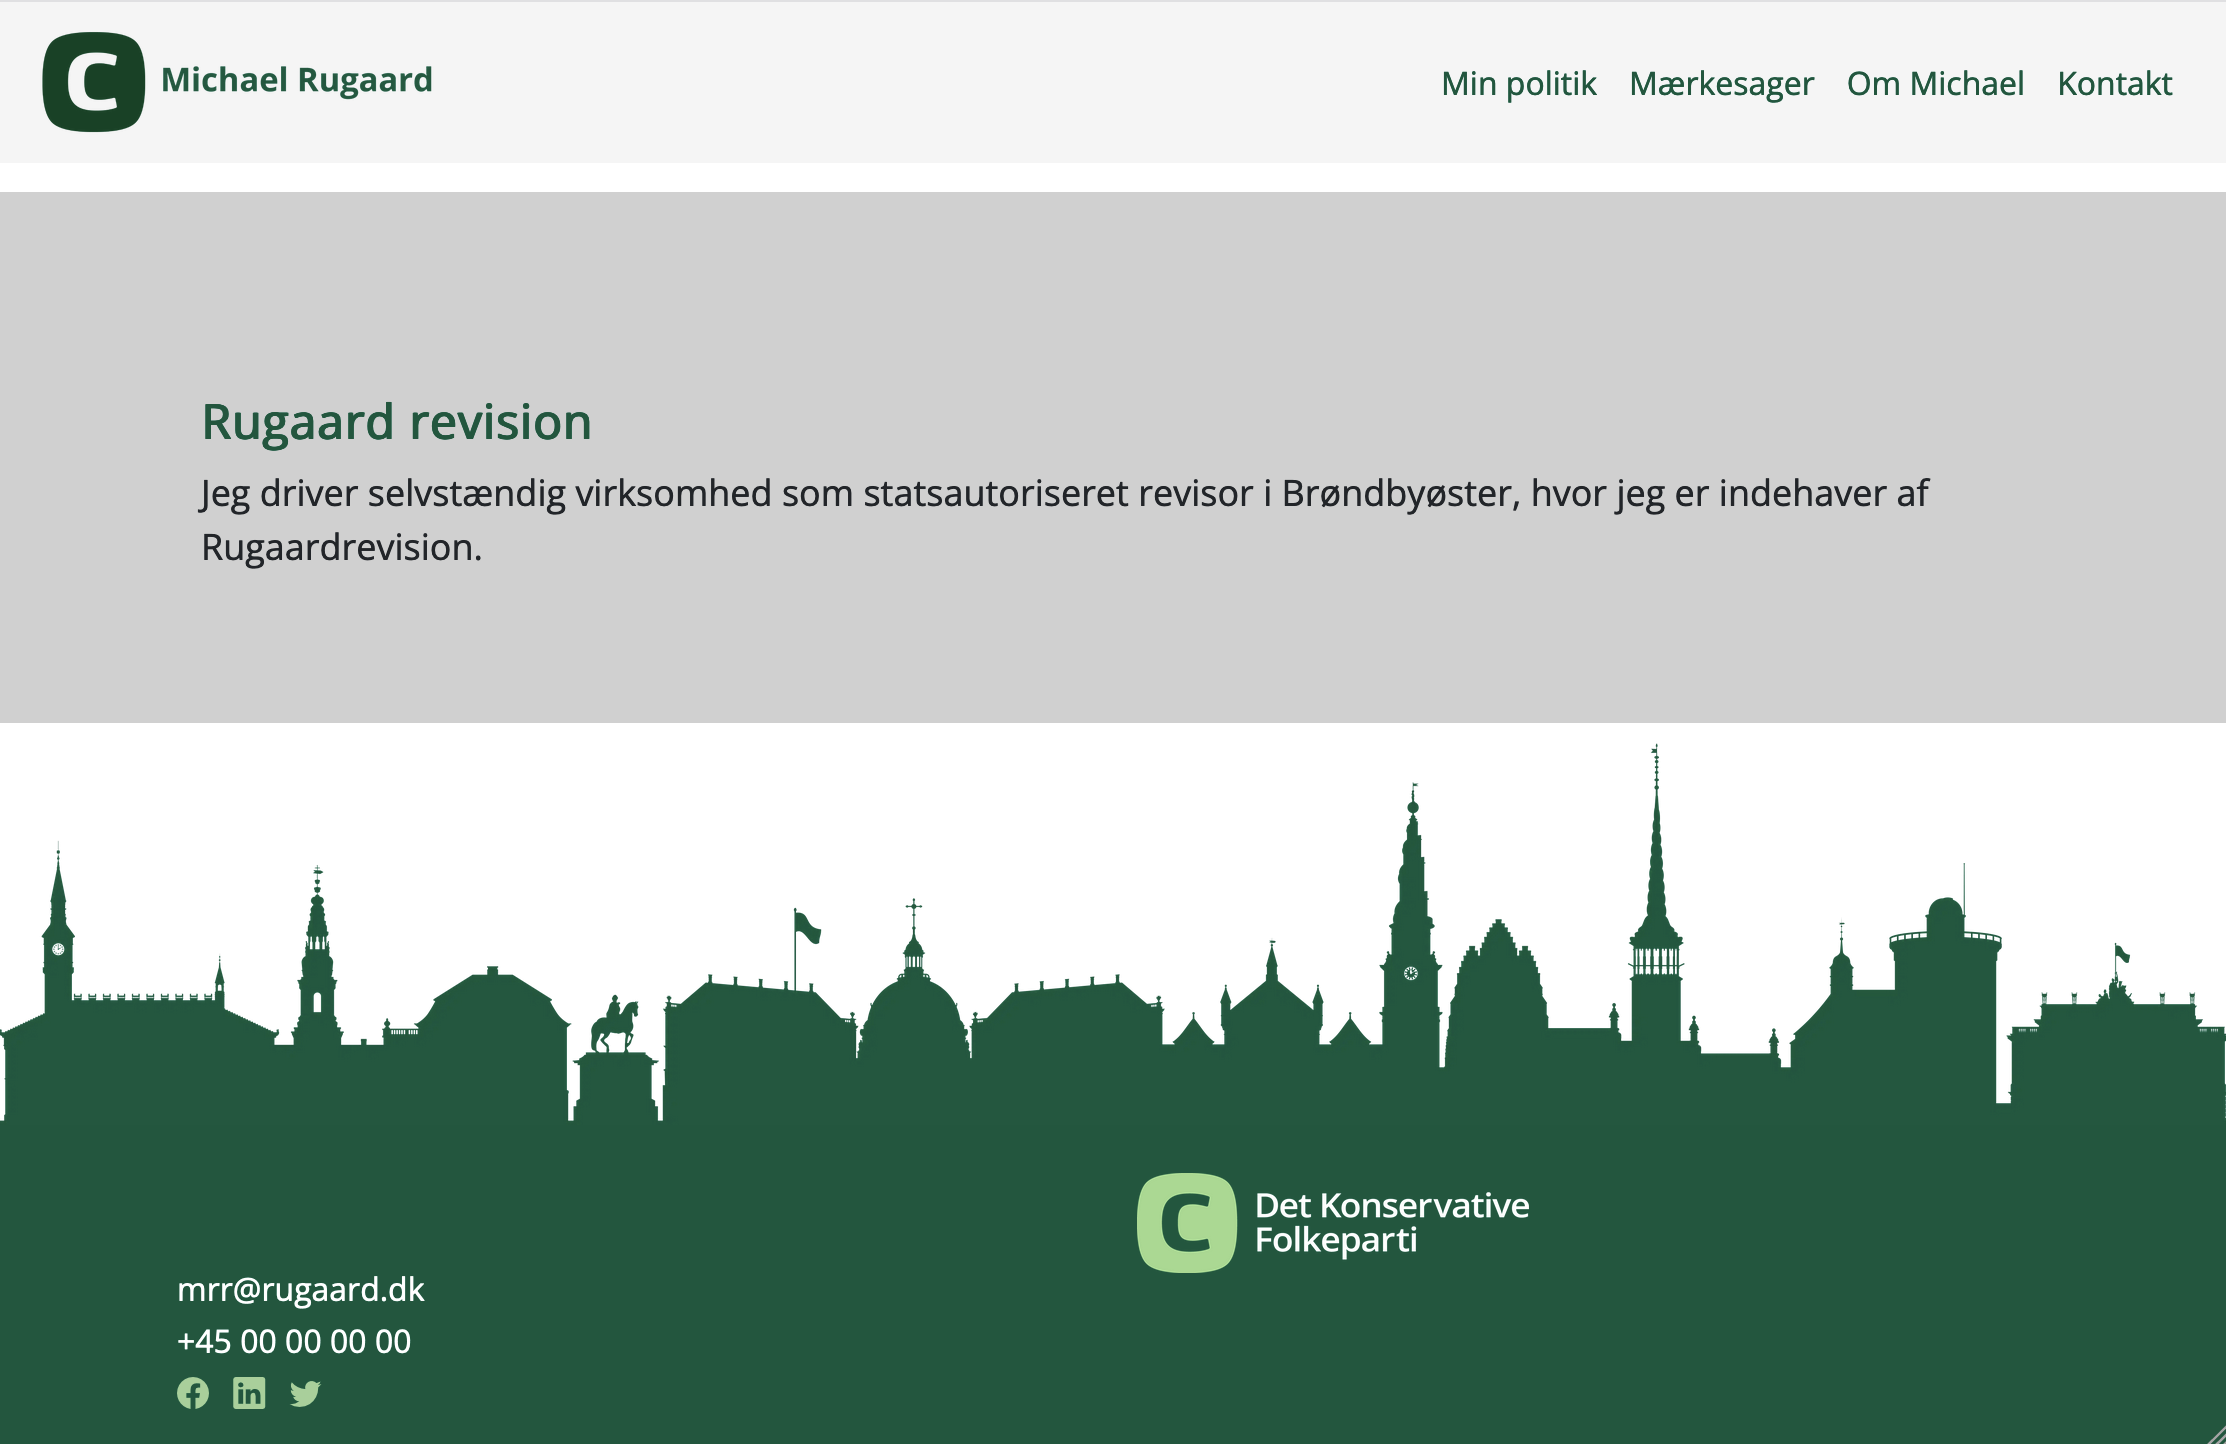 C Michael Rugaard
Min politik Mærkesager Om Michael Kontakt
Rugaard revision
Jeg driver selvstændig virksomhed som statsautoriseret revisor i Brøndbyøster, hvor jeg er indehaver af
Rugaardrevision.
C Det Konservative
Folkeparti
mrr@rugaard.dk
+45 00 00 00 00
f in